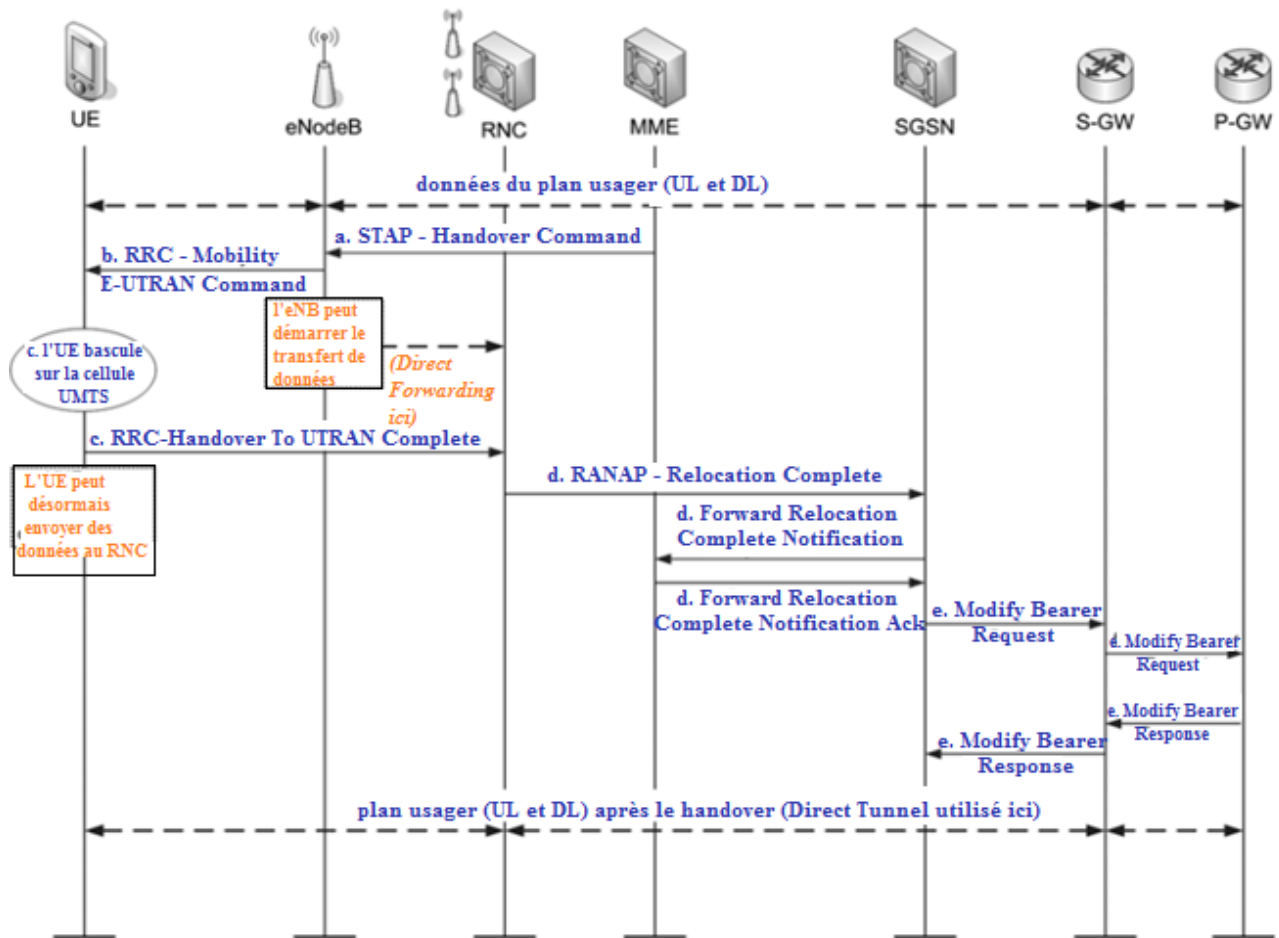 UE
eNodeB
RNC
MME
SGSN
S-GW
P-GW
données du plan usager (UL et DL)
a. STAP - Handover Command
b. RRC - Mobility
E-UTRAN Command
l'eNB peut
démarrer le
transfert de
données
(Direct
Forwarding
ici)
c. l'UE bascule
sur la cellule
UMTS
c. RRC-Handover To UTRAN Complete
L'UE peut
désormais
envoyer des
données au RNC
d. RANAP - Relocation Complete
d. Forward Relocation
Complete Notification
d. Forward Relocation
Complete Notification Ack
e. Modify Bearer
Request
d. Modify Bearer
Request
e. Modify Bearer
Response
e. Modify Bearer
Response
plan usager (UL et DL) après le handover (Direct Tunnel utilisé ici)